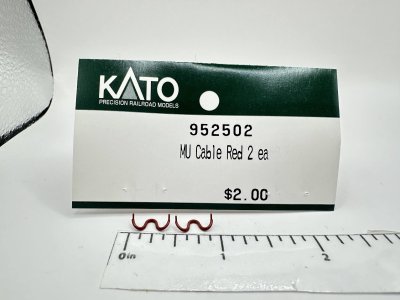 KATO
PRECISION RAILROAD MODELS
952502
MU Cable Red 2 ea
$2.00
0in 1 2